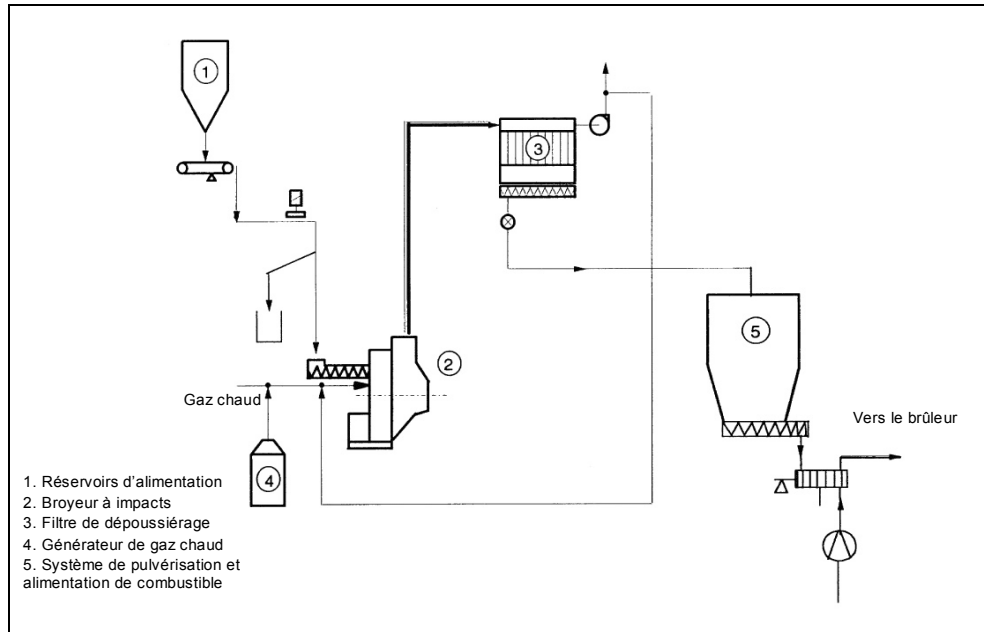 1
3
2
5
Gaz chaud
Vers le brûleur
4
1. Réservoirs d'alimentation
2. Broyeur à impacts
3. Filtre de dépoussiérage
4. Générateur de gaz chaud
5. Système de pulvérisation et
alimentation de combustible